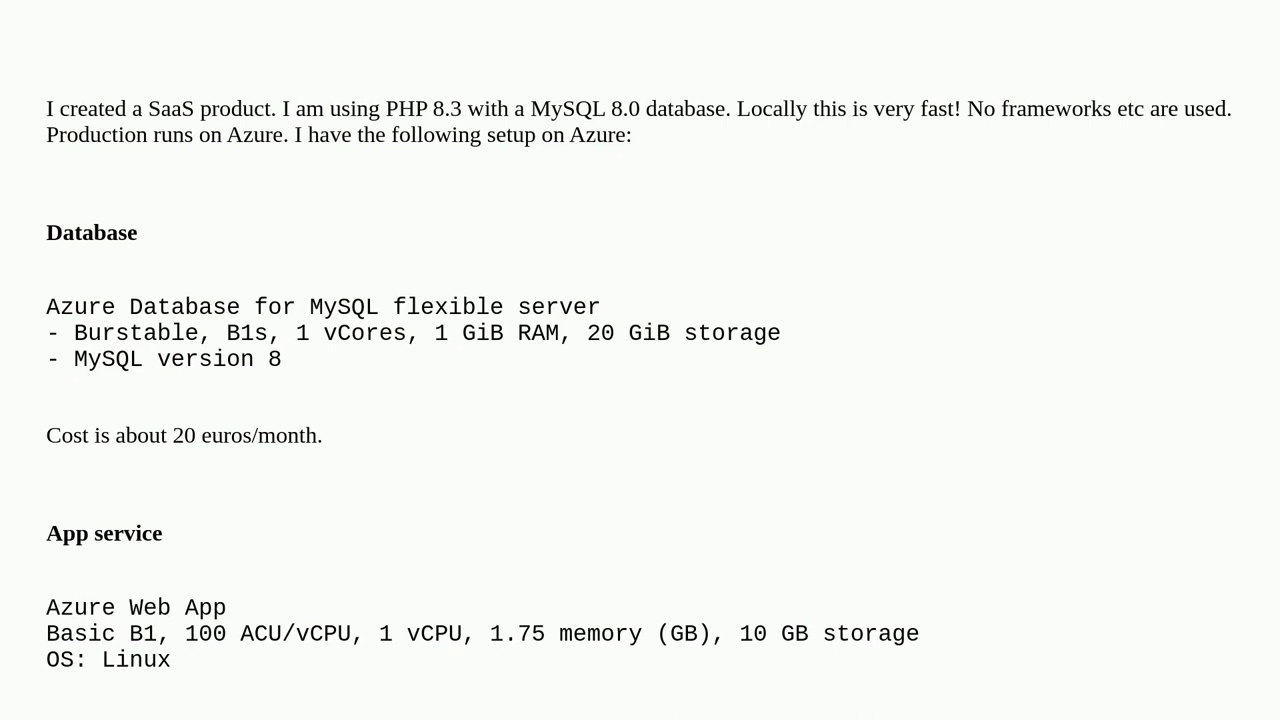 I created a SaaS product. I am using PHP 8.3 with a MySQL 8.0 database. Locally this is very fast! No frameworks etc are used.
Production runs on Azure. I have the following setup on Azure:
Database
Azure Database for MySQL flexible server
- Burstable, B1s, 1 vCores, 1 GiB RAM, 20 GiB storage
- MySQL version 8
Cost is about 20 euros/month.
App service
Azure Web App
Basic B1, 100 ACU/vCPU, 1 vCPU, 1.75 memory (GB), 10 GB storage
OS: Linux